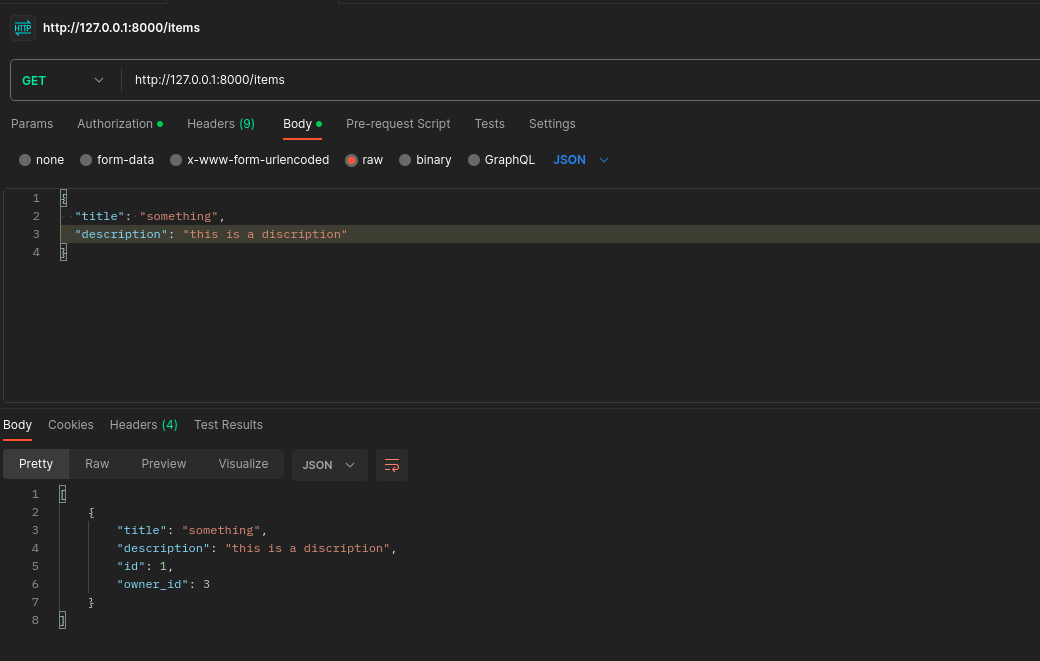 HTTP http://127.0.0.1:8000/items
GET http://127.0.0.1:8000/items
Params Authorization Headers (9) Body Pre-request Script Tests Settings
none form-data x-www-form-urlencoded raw binary GraphQL JSON
1 {
2 "title": "something",
3 "description": "this is a discription"
4 }
Body Cookies Headers (4) Test Results
Pretty Raw Preview Visualize JSON
1 [
2 {
3 "title": "something",
4 "description": "this is a discription",
5 "id": 1,
6 "owner_id": 3
7 }
8 ]